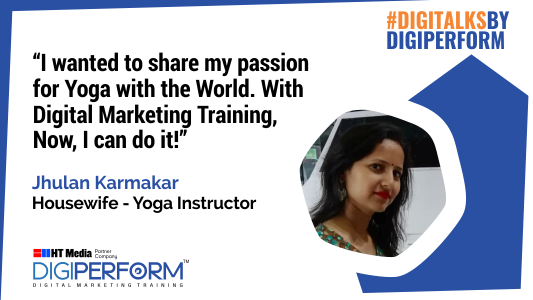 #DIGITALKSBY
DIGIPERFORM
“I wanted to share my passion
for Yoga with the World. With
Digital Marketing Training,
Now, I can do it!”
Jhulan Karmakar
Housewife - Yoga Instructor
HT Media Partner Company
DIGIPERFORM™
DIGITAL MARKETING TRAINING